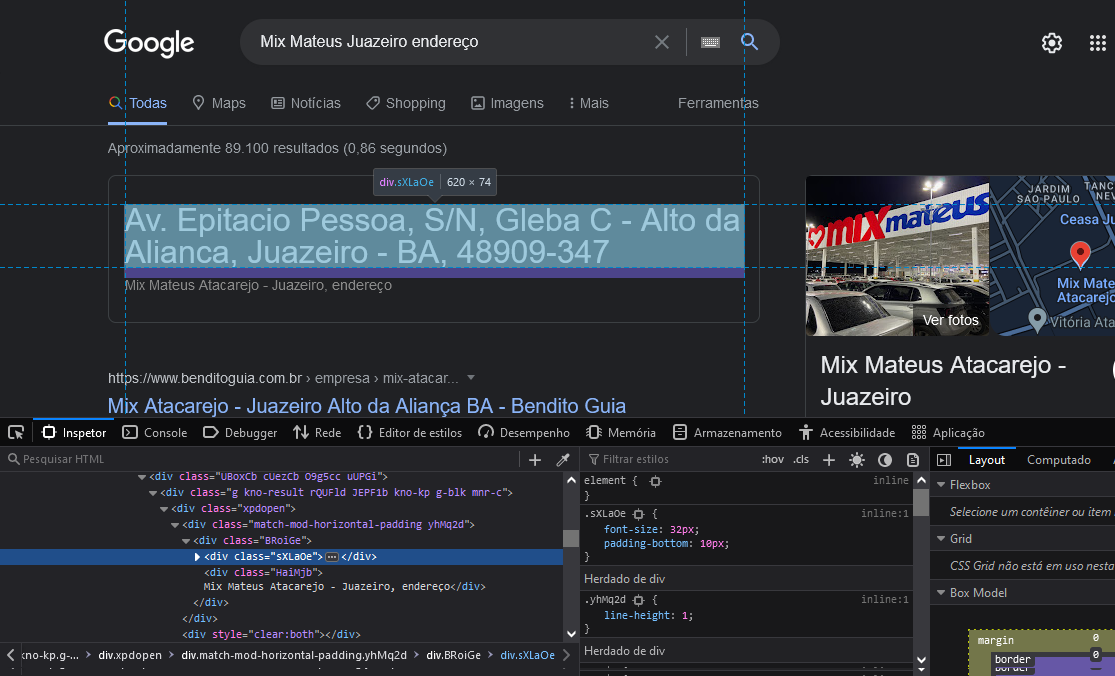 Google
Mix Mateus Juazeiro endereço
Todas
Maps
Notícias
Shopping
Imagens
Mais
Ferramentas
Aproximadamente 89.100 resultados (0,86 segundos)
div.sXLaOe 620 × 74
Av. Epitacio Pessoa, S/N, Gleba C - Alto da
Alianca, Juazeiro - BA, 48909-347
Mix Mateus Atacarejo - Juazeiro, endereço
mix mateus
Ver fotos
JARDIM
SÃO PAULO
TANC
NEV
Ceasa Ju
Mix Mate
Atacarejo
Vitória Ata
Mix Mateus Atacarejo -
Juazeiro
https://www.benditoguia.com.br › empresa › mix-atacar...
Mix Atacarejo - Juazeiro Alto da Aliança BA - Bendito Guia
Inspetor
Console
Debugger
Rede
{} Editor de estilos
Desempenho
Memória
Armazenamento
Acessibilidade
Aplicação
Pesquisar HTML
+
<div class="UBoxCb cUezCb O9g5cc uUPGi">
<div class="g kno-result rQUFld JEPF1b kno-kp g-blk mnr-c">
<div class="xpdopen">
<div class="match-mod-horizontal-padding yhMq2d">
<div class="BRoiGe">
<div class="sXLaOe">…</div>
<div class="HaiMjb">
Mix Mateus Atacarejo - Juazeiro, endereço</div>
</div>
</div>
<div style="clear:both"></div>
kno-kp.g-... › div.xpdopen › div.match-mod-horizontal-padding.yhMq2d › div.BRoiGe › div.sXLaOe
Filtrar estilos
:hov .cls +
element { inline
}
.sXLaOe { inline:1
font-size: 32px;
padding-bottom: 10px;
}
Herdado de div
.yhMq2d { inline:1
line-height: 1;
}
Herdado de div
Layout
Computado
Flexbox
Selecione um contêiner ou item
Grid
CSS Grid não está em uso nesta
Box Model
margin 0
border 0